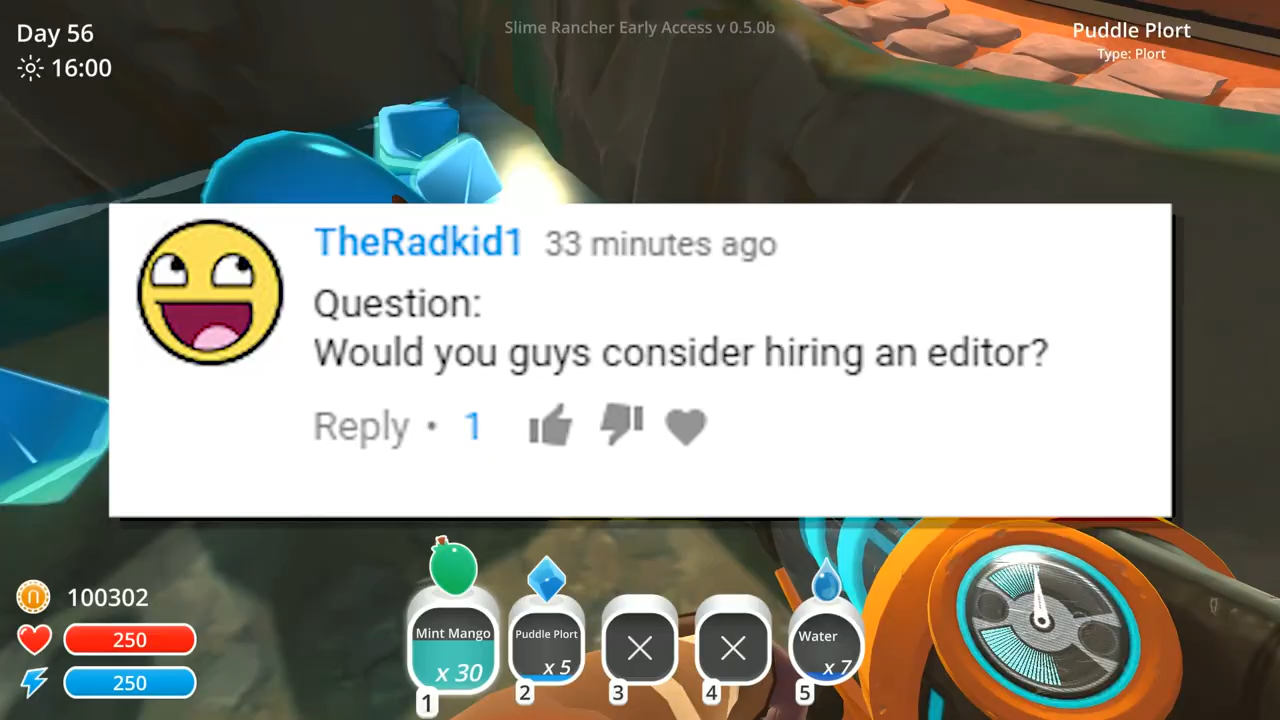 Day 56
16:00
Slime Rancher Early Access v 0.5.0b
Puddle Plort
Type: Plort
TheRadkid1 33 minutes ago
Question:
Would you guys consider hiring an editor?
Reply • 1
100302
250
250
Mint Mango
x 30
1
Puddle Plort
x 5
2
3
4
Water
x 7
5